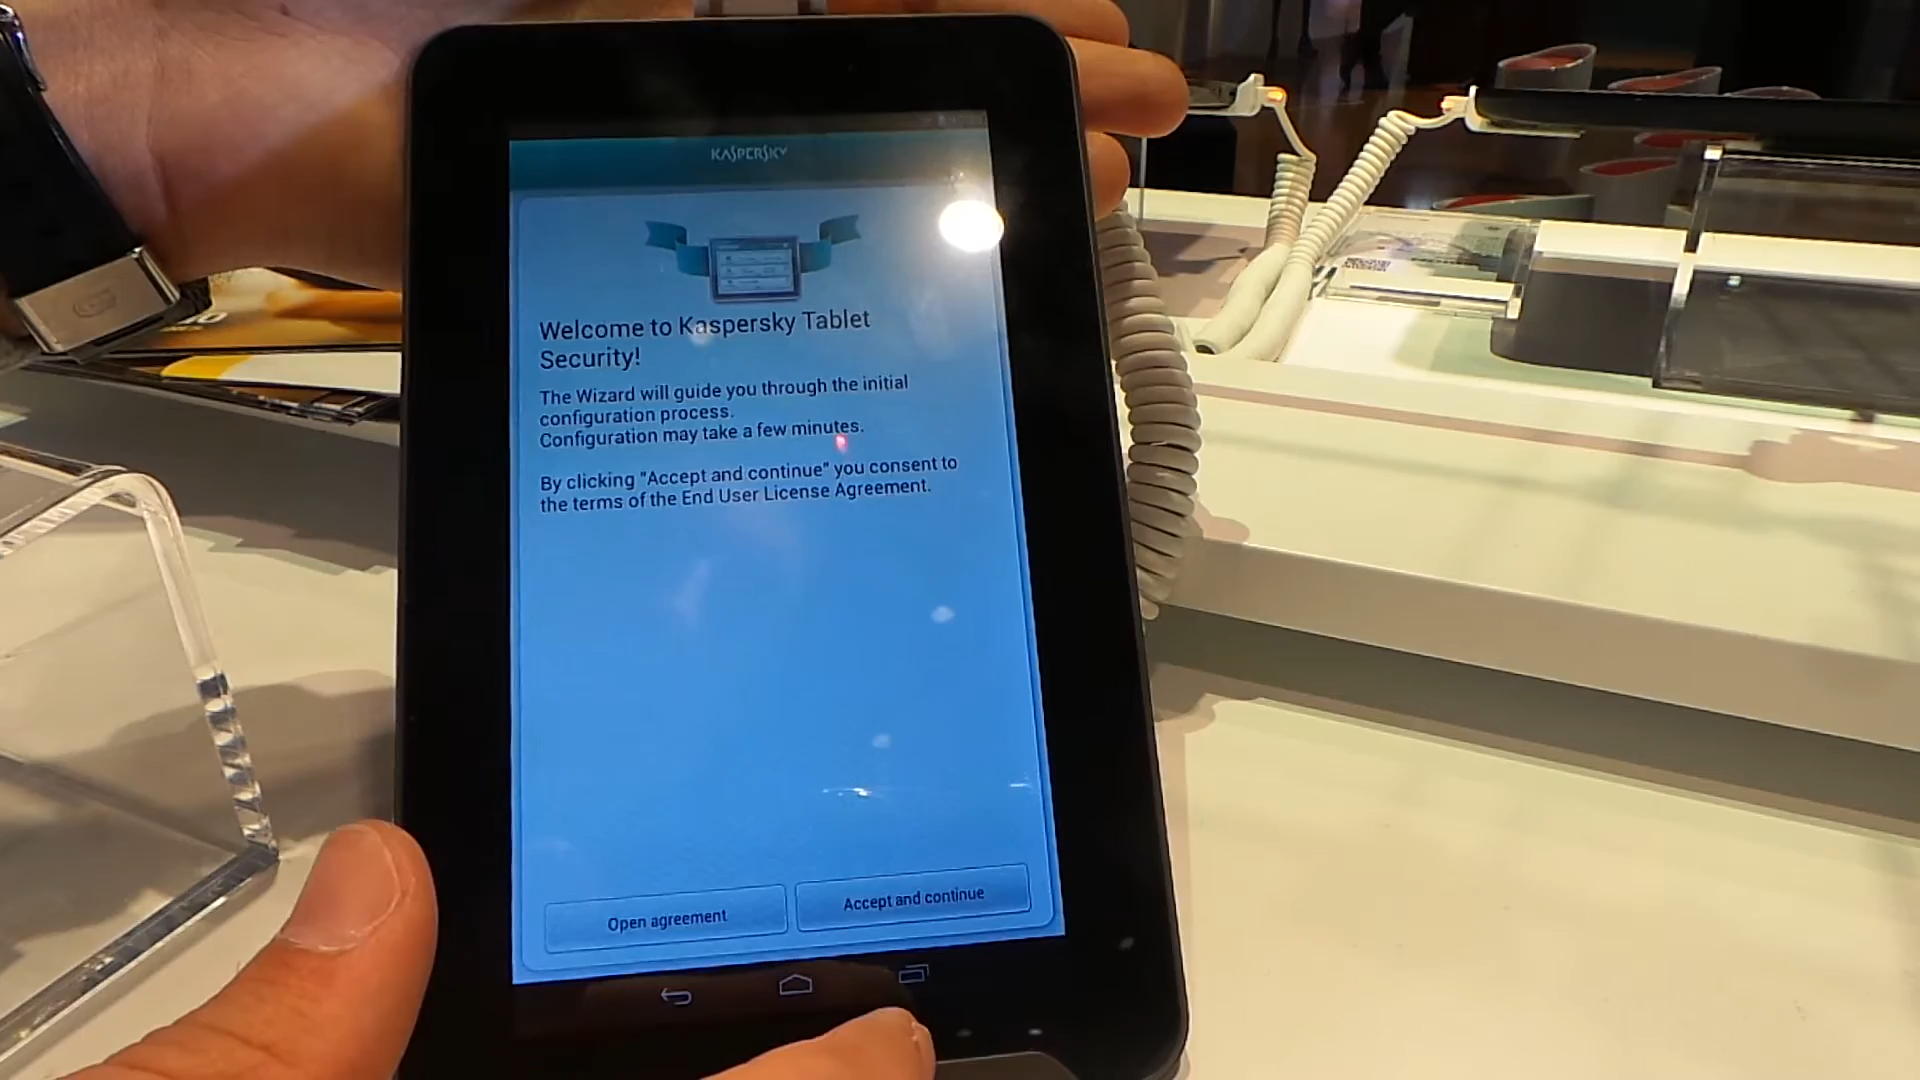 KASPERSKY
Welcome to Kaspersky Tablet
Security!
The Wizard will guide you through the initial
configuration process.
Configuration may take a few minutes.
By clicking "Accept and continue" you consent to
the terms of the End User License Agreement.
Open agreement
Accept and continue